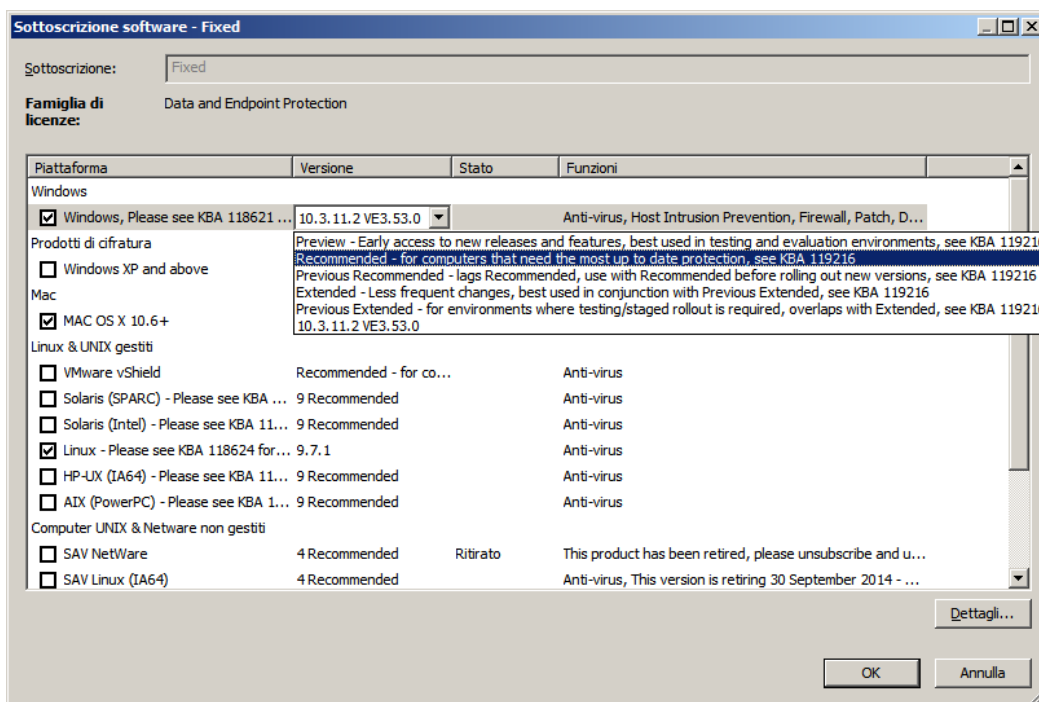 Sottoscrizione software - Fixed
Sottoscrizione: Fixed
Famiglia di licenze: Data and Endpoint Protection
Piattaforma Versione Stato Funzioni
Windows
Windows, Please see KBA 118621 ... 10.3.11.2 VE3.53.0 Anti-virus, Host Intrusion Prevention, Firewall, Patch, D...
Prodotti di cifratura
Preview - Early access to new releases and features, best used in testing and evaluation environments, see KBA 119216
Recommended - for computers that need the most up to date protection, see KBA 119216
Windows XP and above
Previous Recommended - lags Recommended, use with Recommended before rolling out new versions, see KBA 119216
Mac
Extended - Less frequent changes, best used in conjunction with Previous Extended, see KBA 119216
Previous Extended - for environments where testing/staged rollout is required, overlaps with Extended, see KBA 11921
MAC OS X 10.6+
10.3.11.2 VE3.53.0
Linux & UNIX gestiti
VMware vShield Recommended - for co... Anti-virus
Solaris (SPARC) - Please see KBA ... 9 Recommended Anti-virus
Solaris (Intel) - Please see KBA 11... 9 Recommended Anti-virus
Linux - Please see KBA 118624 for... 9.7.1 Anti-virus
HP-UX (IA64) - Please see KBA 11... 9 Recommended Anti-virus
AIX (PowerPC) - Please see KBA 1... 9 Recommended Anti-virus
Computer UNIX & Netware non gestiti
SAV NetWare 4 Recommended Ritirato This product has been retired, please unsubscribe and u...
SAV Linux (IA64) 4 Recommended Anti-virus, This version is retiring 30 September 2014 - ...
Dettagli...
OK Annulla